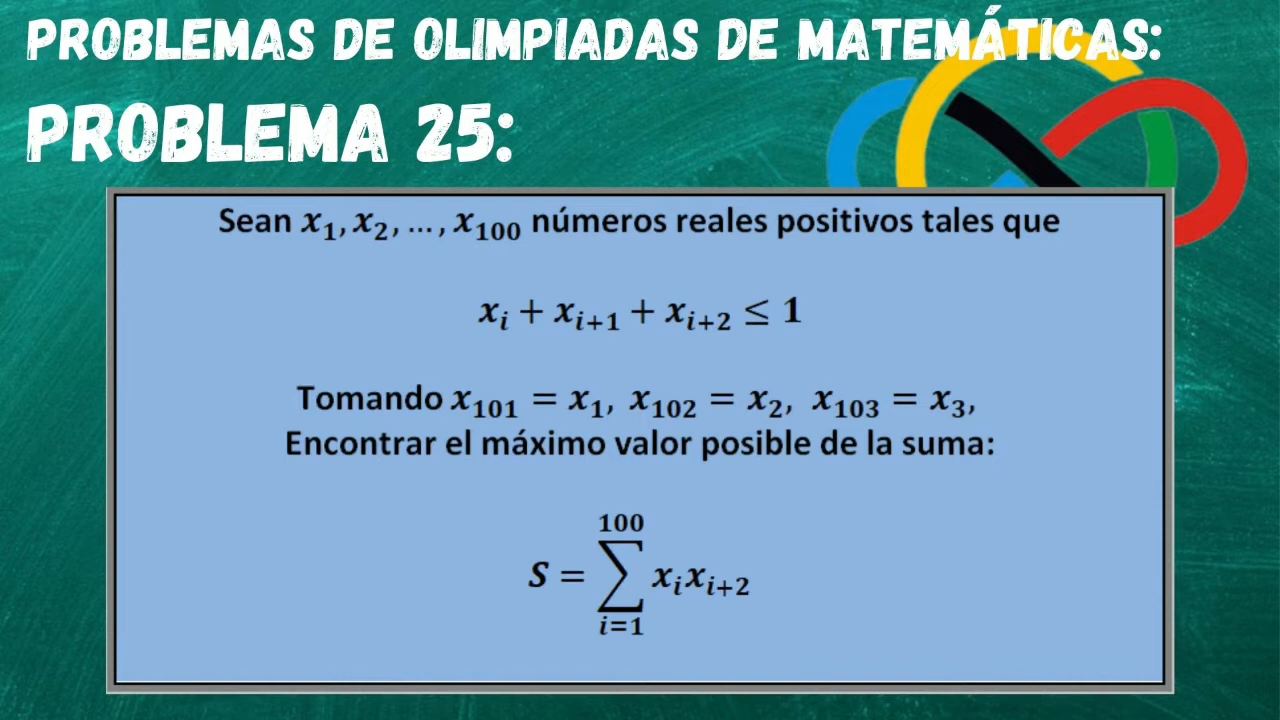 PROBLEMAS DE OLIMPIADAS DE MATEMÁTICAS:
PROBLEMA 25:
Sean x₁, x₂, ..., x₁₀₀ números reales positivos tales que
xᵢ + xᵢ₊₁ + xᵢ₊₂ ≤ 1
Tomando x₁₀₁ = x₁, x₁₀₂ = x₂, x₁₀₃ = x₃,
Encontrar el máximo valor posible de la suma:
100
S = ∑ xᵢxᵢ₊₂
i=1